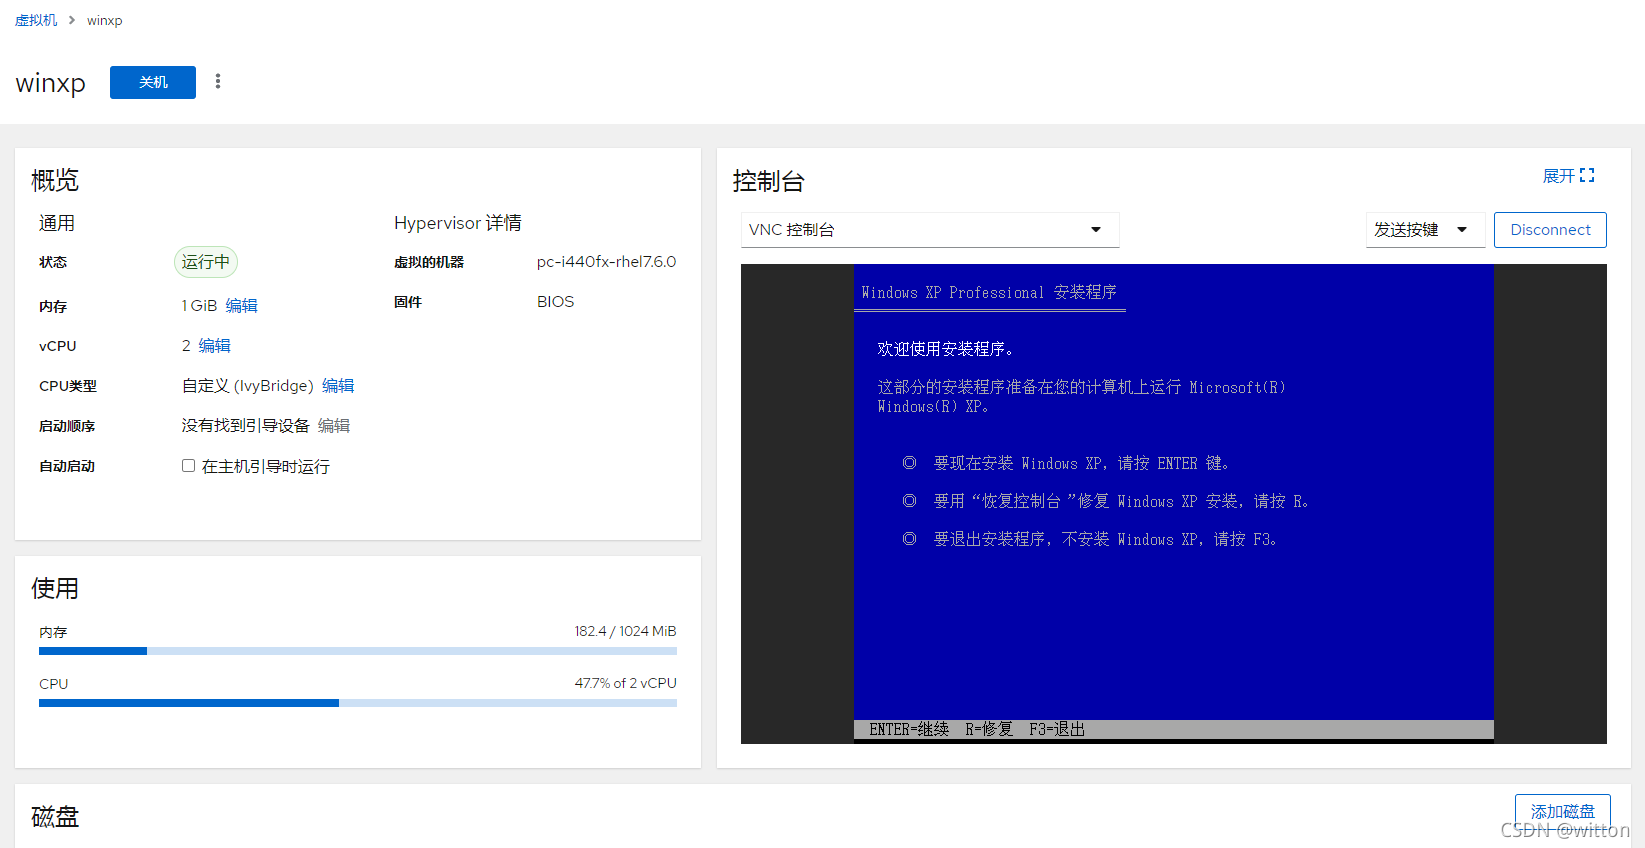 虚拟机 > winxp
winxp 关机
概览
通用
状态 运行中
内存 1 GiB 编辑
vCPU 2 编辑
CPU类型 自定义 (IvyBridge) 编辑
启动顺序 没有找到引导设备 编辑
自动启动 在主机引导时运行
Hypervisor 详情
虚拟的机器 pc-i440fx-rhel7.6.0
固件 BIOS
使用
内存 182.4 / 1024 MiB
CPU 47.7% of 2 vCPU
控制台 展开
VNC 控制台 发送按键 Disconnect
Windows XP Professional 安装程序
欢迎使用安装程序。
这部分的安装程序准备在您的计算机上运行 Microsoft(R)
Windows(R) XP。
◎ 要现在安装 Windows XP，请按 ENTER 键。
◎ 要用“恢复控制台 ”修复 Windows XP 安装，请按 R。
◎ 要退出安装程序，不安装 Windows XP，请按 F3。
ENTER=继续 R=修复 F3=退出
磁盘 添加磁盘
CSDN @witton